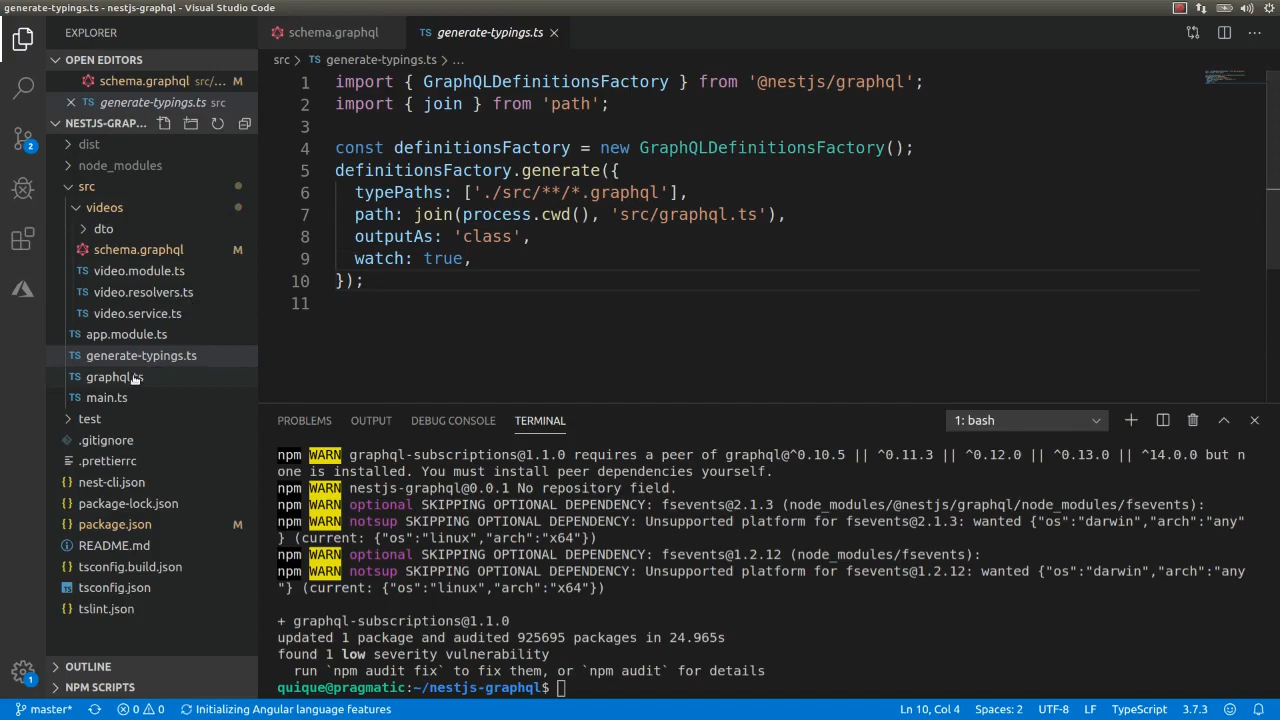 generate-typings.ts - nestjs-graphql - Visual Studio Code
EXPLORER
OPEN EDITORS
schema.graphql src/... M
generate-typings.ts src
NESTJS-GRAP...
dist
node_modules
src
videos
dto
schema.graphql M
video.module.ts
video.resolvers.ts
video.service.ts
app.module.ts
generate-typings.ts
graphql.ts
main.ts
test
.gitignore
.prettierrc
nest-cli.json
package-lock.json
package.json M
README.md
tsconfig.build.json
tsconfig.json
tslint.json
OUTLINE
NPM SCRIPTS
2
1
schema.graphql
TS generate-typings.ts
src > TS generate-typings.ts > ...
1 import { GraphQLDefinitionsFactory } from '@nestjs/graphql';
2 import { join } from 'path';
3
4 const definitionsFactory = new GraphQLDefinitionsFactory();
5 definitionsFactory.generate({
6 typePaths: ['./src/**/*.graphql'],
7 path: join(process.cwd(), 'src/graphql.ts'),
8 outputAs: 'class',
9 watch: true,
10 });
11
PROBLEMS OUTPUT DEBUG CONSOLE TERMINAL 1: bash
npm WARN graphql-subscriptions@1.1.0 requires a peer of graphql@^0.10.5 || ^0.11.3 || ^0.12.0 || ^0.13.0 || ^14.0.0 but n
one is installed. You must install peer dependencies yourself.
npm WARN nestjs-graphql@0.0.1 No repository field.
npm WARN optional SKIPPING OPTIONAL DEPENDENCY: fsevents@2.1.3 (node_modules/@nestjs/graphql/node_modules/fsevents):
npm WARN notsup SKIPPING OPTIONAL DEPENDENCY: Unsupported platform for fsevents@2.1.3: wanted {"os":"darwin","arch":"any"
} (current: {"os":"linux","arch":"x64"})
npm WARN optional SKIPPING OPTIONAL DEPENDENCY: fsevents@1.2.12 (node_modules/fsevents):
npm WARN notsup SKIPPING OPTIONAL DEPENDENCY: Unsupported platform for fsevents@1.2.12: wanted {"os":"darwin","arch":"any
"} (current: {"os":"linux","arch":"x64"})
+ graphql-subscriptions@1.1.0
updated 1 package and audited 925695 packages in 24.965s
found 1 low severity vulnerability
run `npm audit fix` to fix them, or `npm audit` for details
quique@pragmatic:~/nestjs-graphql$
master* 0 0 Initializing Angular language features Ln 10, Col 4 Spaces: 2 UTF-8 LF TypeScript 3.7.3